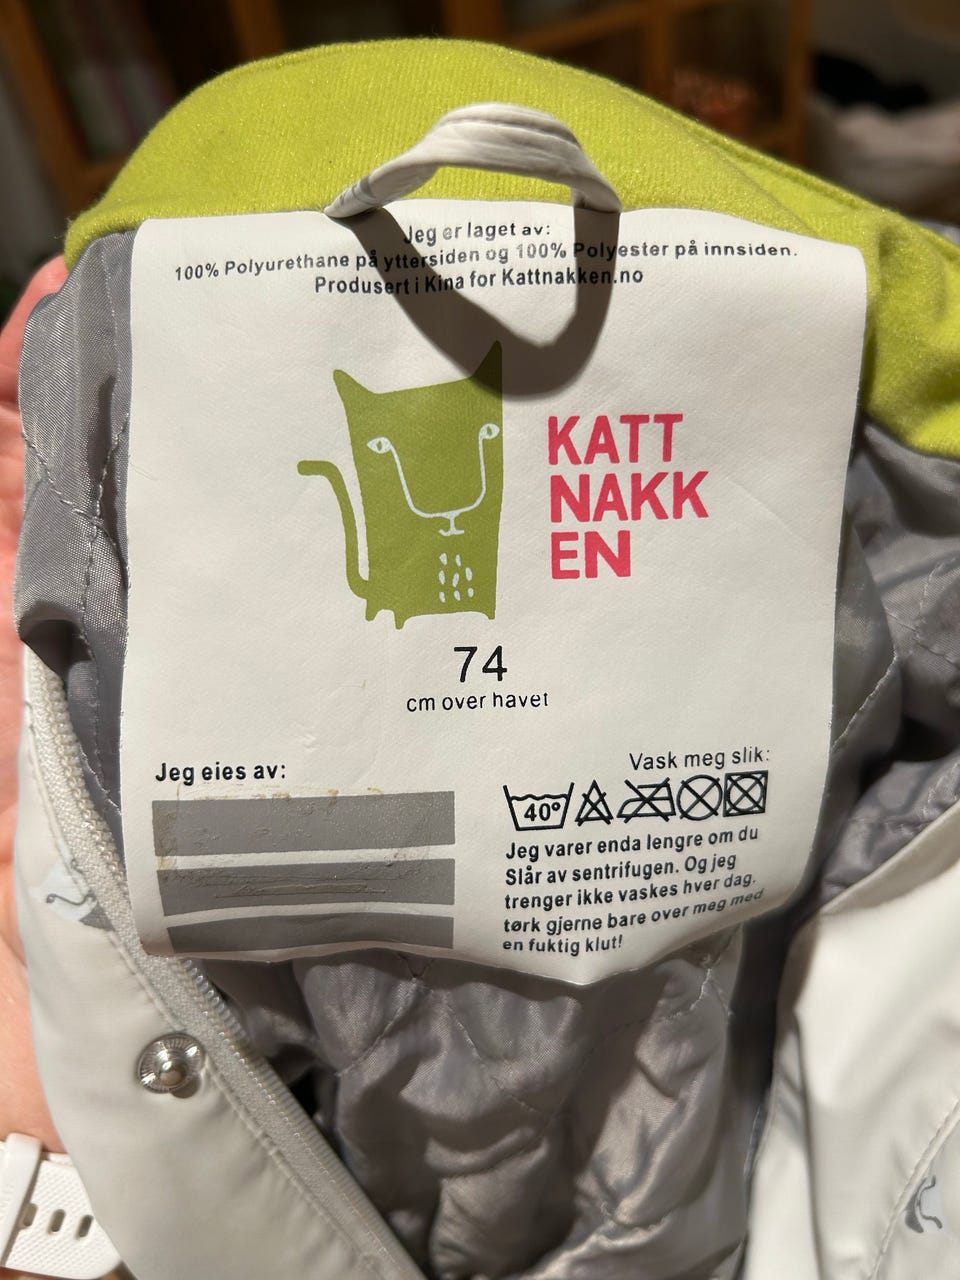 Jeg er laget av:
100% Polyurethane på yttersiden og 100% Polyester på innsiden.
Produsert i Kina for Kattnakken.no
KATT
NAKK
EN
74
cm over havet
Jeg eies av:
Vask meg slik:
40°
Jeg varer enda lengre om du
Slår av sentrifugen. Og jeg
trenger ikke vaskes hver dag.
tørk gjerne bare over meg med
en fuktig klut!